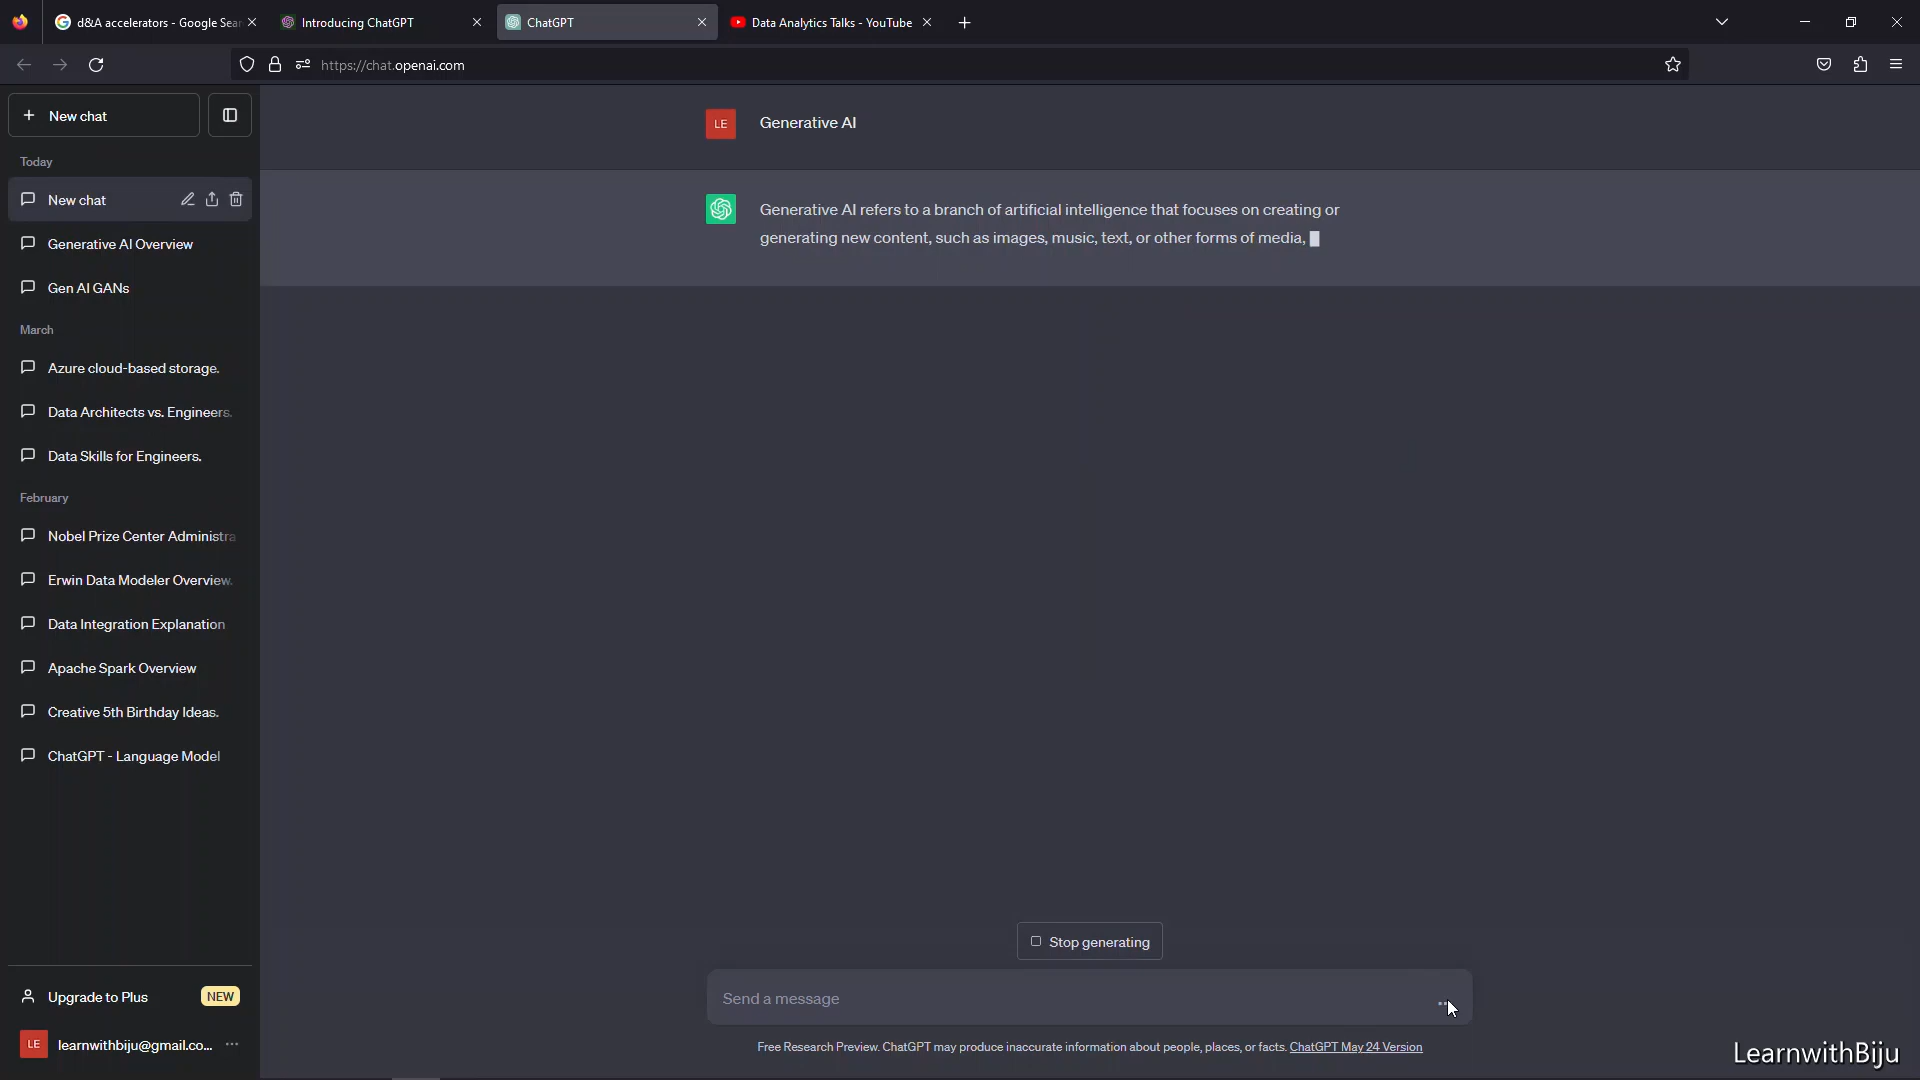 d&A accelerators - Google Sea
Introducing ChatGPT
ChatGPT
Data Analytics Talks - YouTube
https://chat.openai.com
New chat
Today
New chat
Generative AI Overview
Gen AI GANs
March
Azure cloud-based storage.
Data Architects vs. Engineers.
Data Skills for Engineers.
February
Nobel Prize Center Administra
Erwin Data Modeler Overview.
Data Integration Explanation
Apache Spark Overview
Creative 5th Birthday Ideas.
ChatGPT - Language Model
Upgrade to Plus NEW
LE learnwithbiju@gmail.co...
LE Generative AI
Generative AI refers to a branch of artificial intelligence that focuses on creating or
generating new content, such as images, music, text, or other forms of media,
Stop generating
Send a message
Free Research Preview. ChatGPT may produce inaccurate information about people, places, or facts. ChatGPT May 24 Version
LearnwithBiju